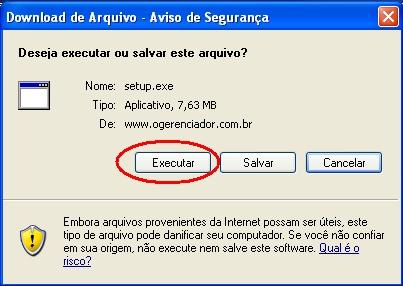 Download de Arquivo - Aviso de Segurança
Deseja executar ou salvar este arquivo?
Nome: setup.exe
Tipo: Aplicativo, 7,63 MB
De: www.ogerenciador.com.br
Executar Salvar Cancelar
Embora arquivos provenientes da Internet possam ser úteis, este
tipo de arquivo pode danificar seu computador. Se você não confiar
em sua origem, não execute nem salve este software. Qual é o
risco?